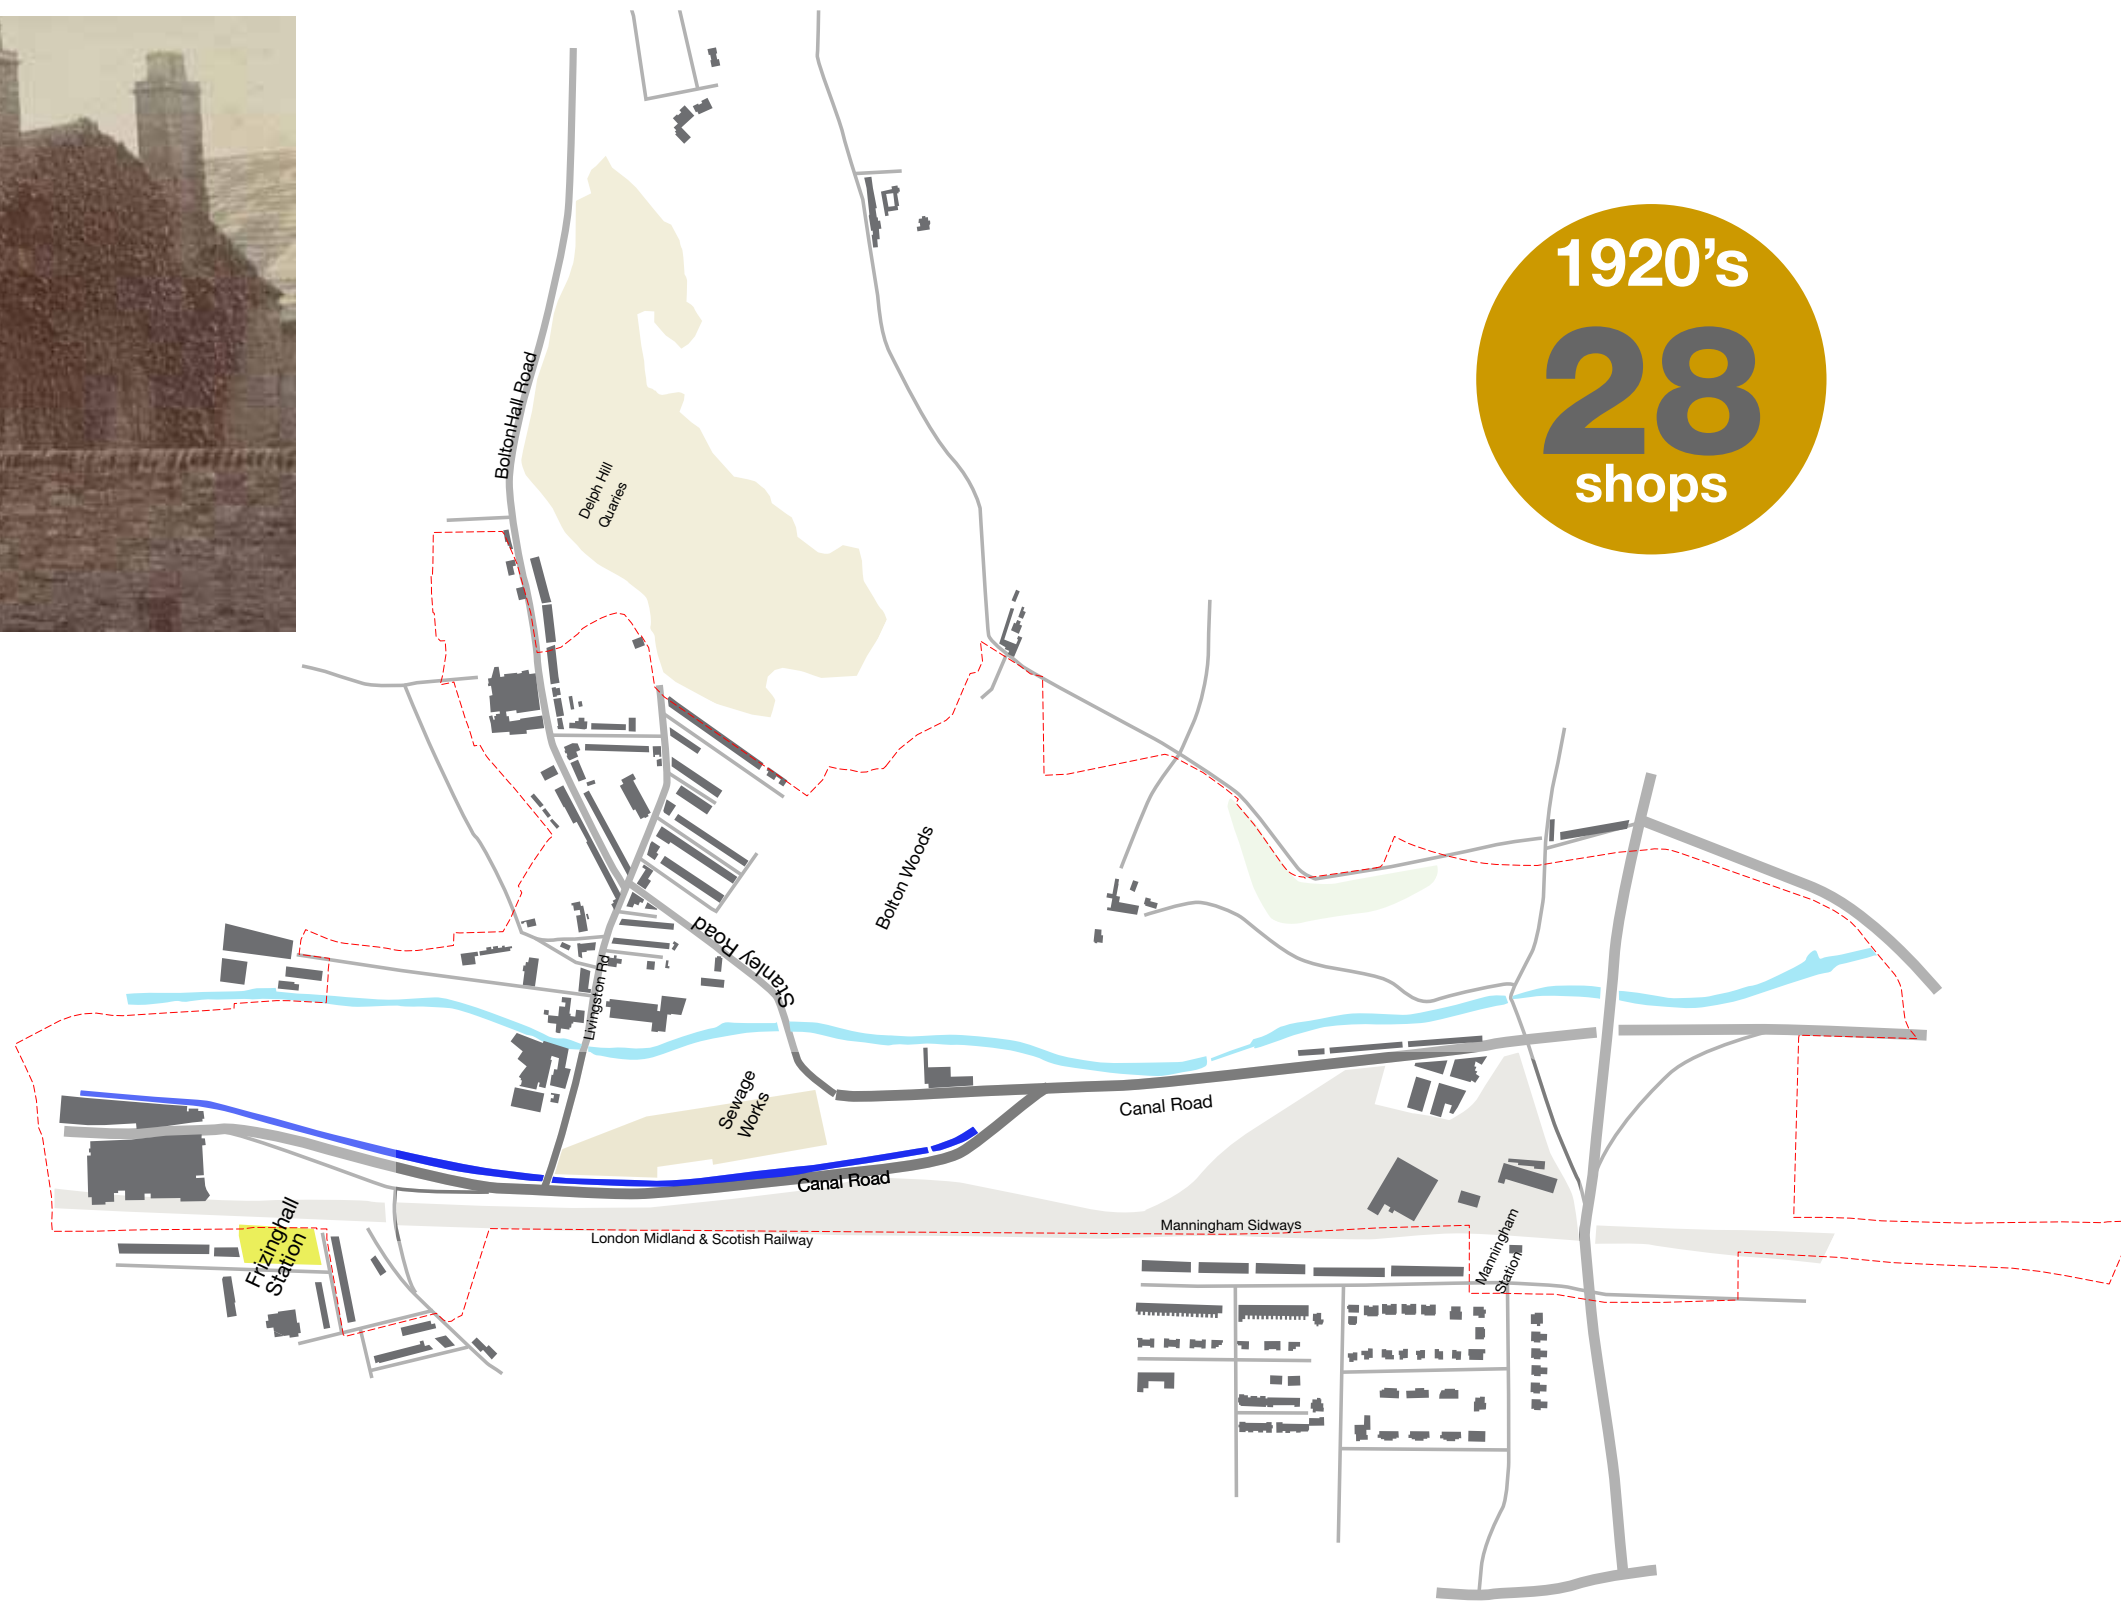 1920's
28
shops
BoltonHall Road
Delph Hill
Quaries
Bolton Woods
Stanley Road
Livingston Rd
Sewage
Works
Canal Road
Canal Road
Manningham Sidways
London Midland & Scotish Railway
Frizinghall
Station
Manningham
Station